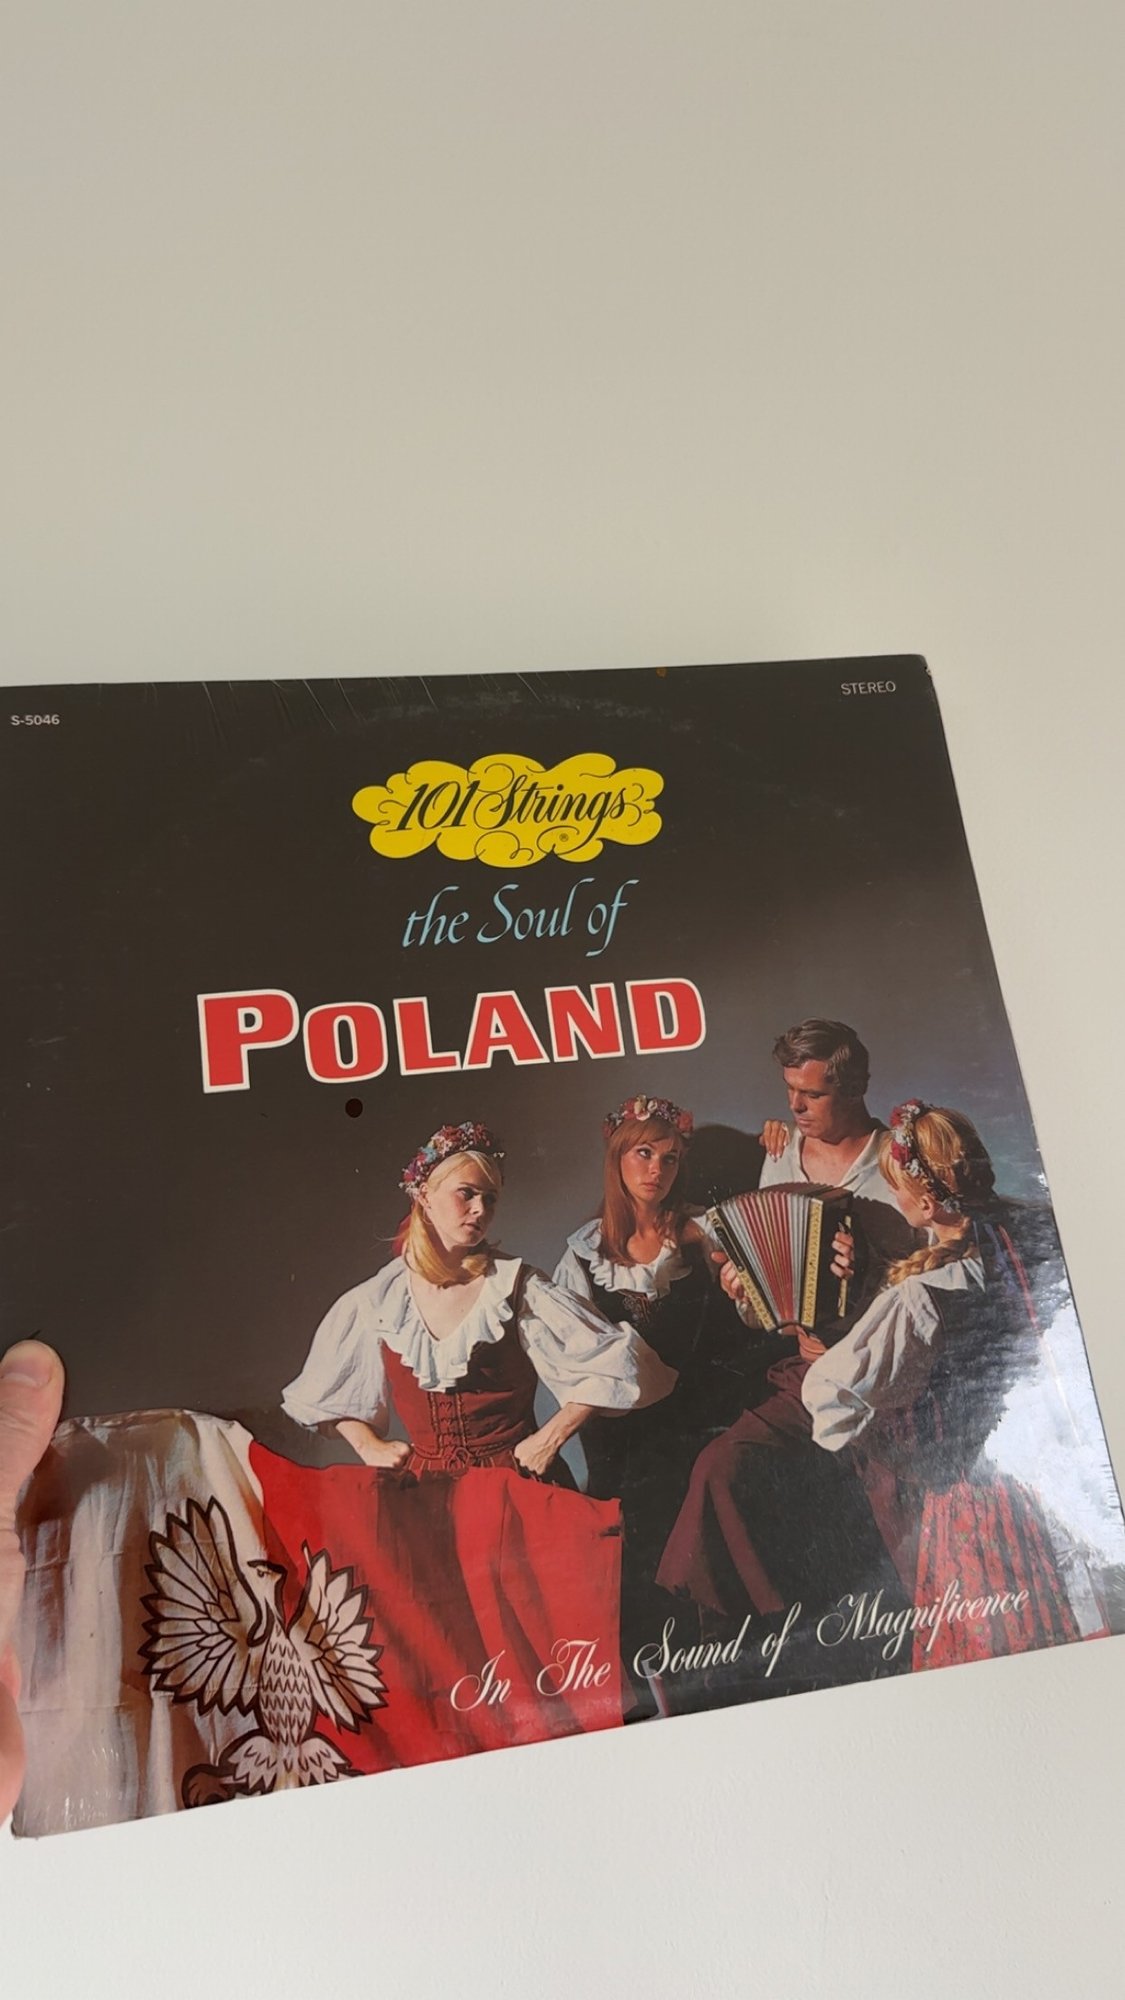 S-5046
STEREO
101 Strings®
the Soul of
POLAND
In The Sound of Magnificence